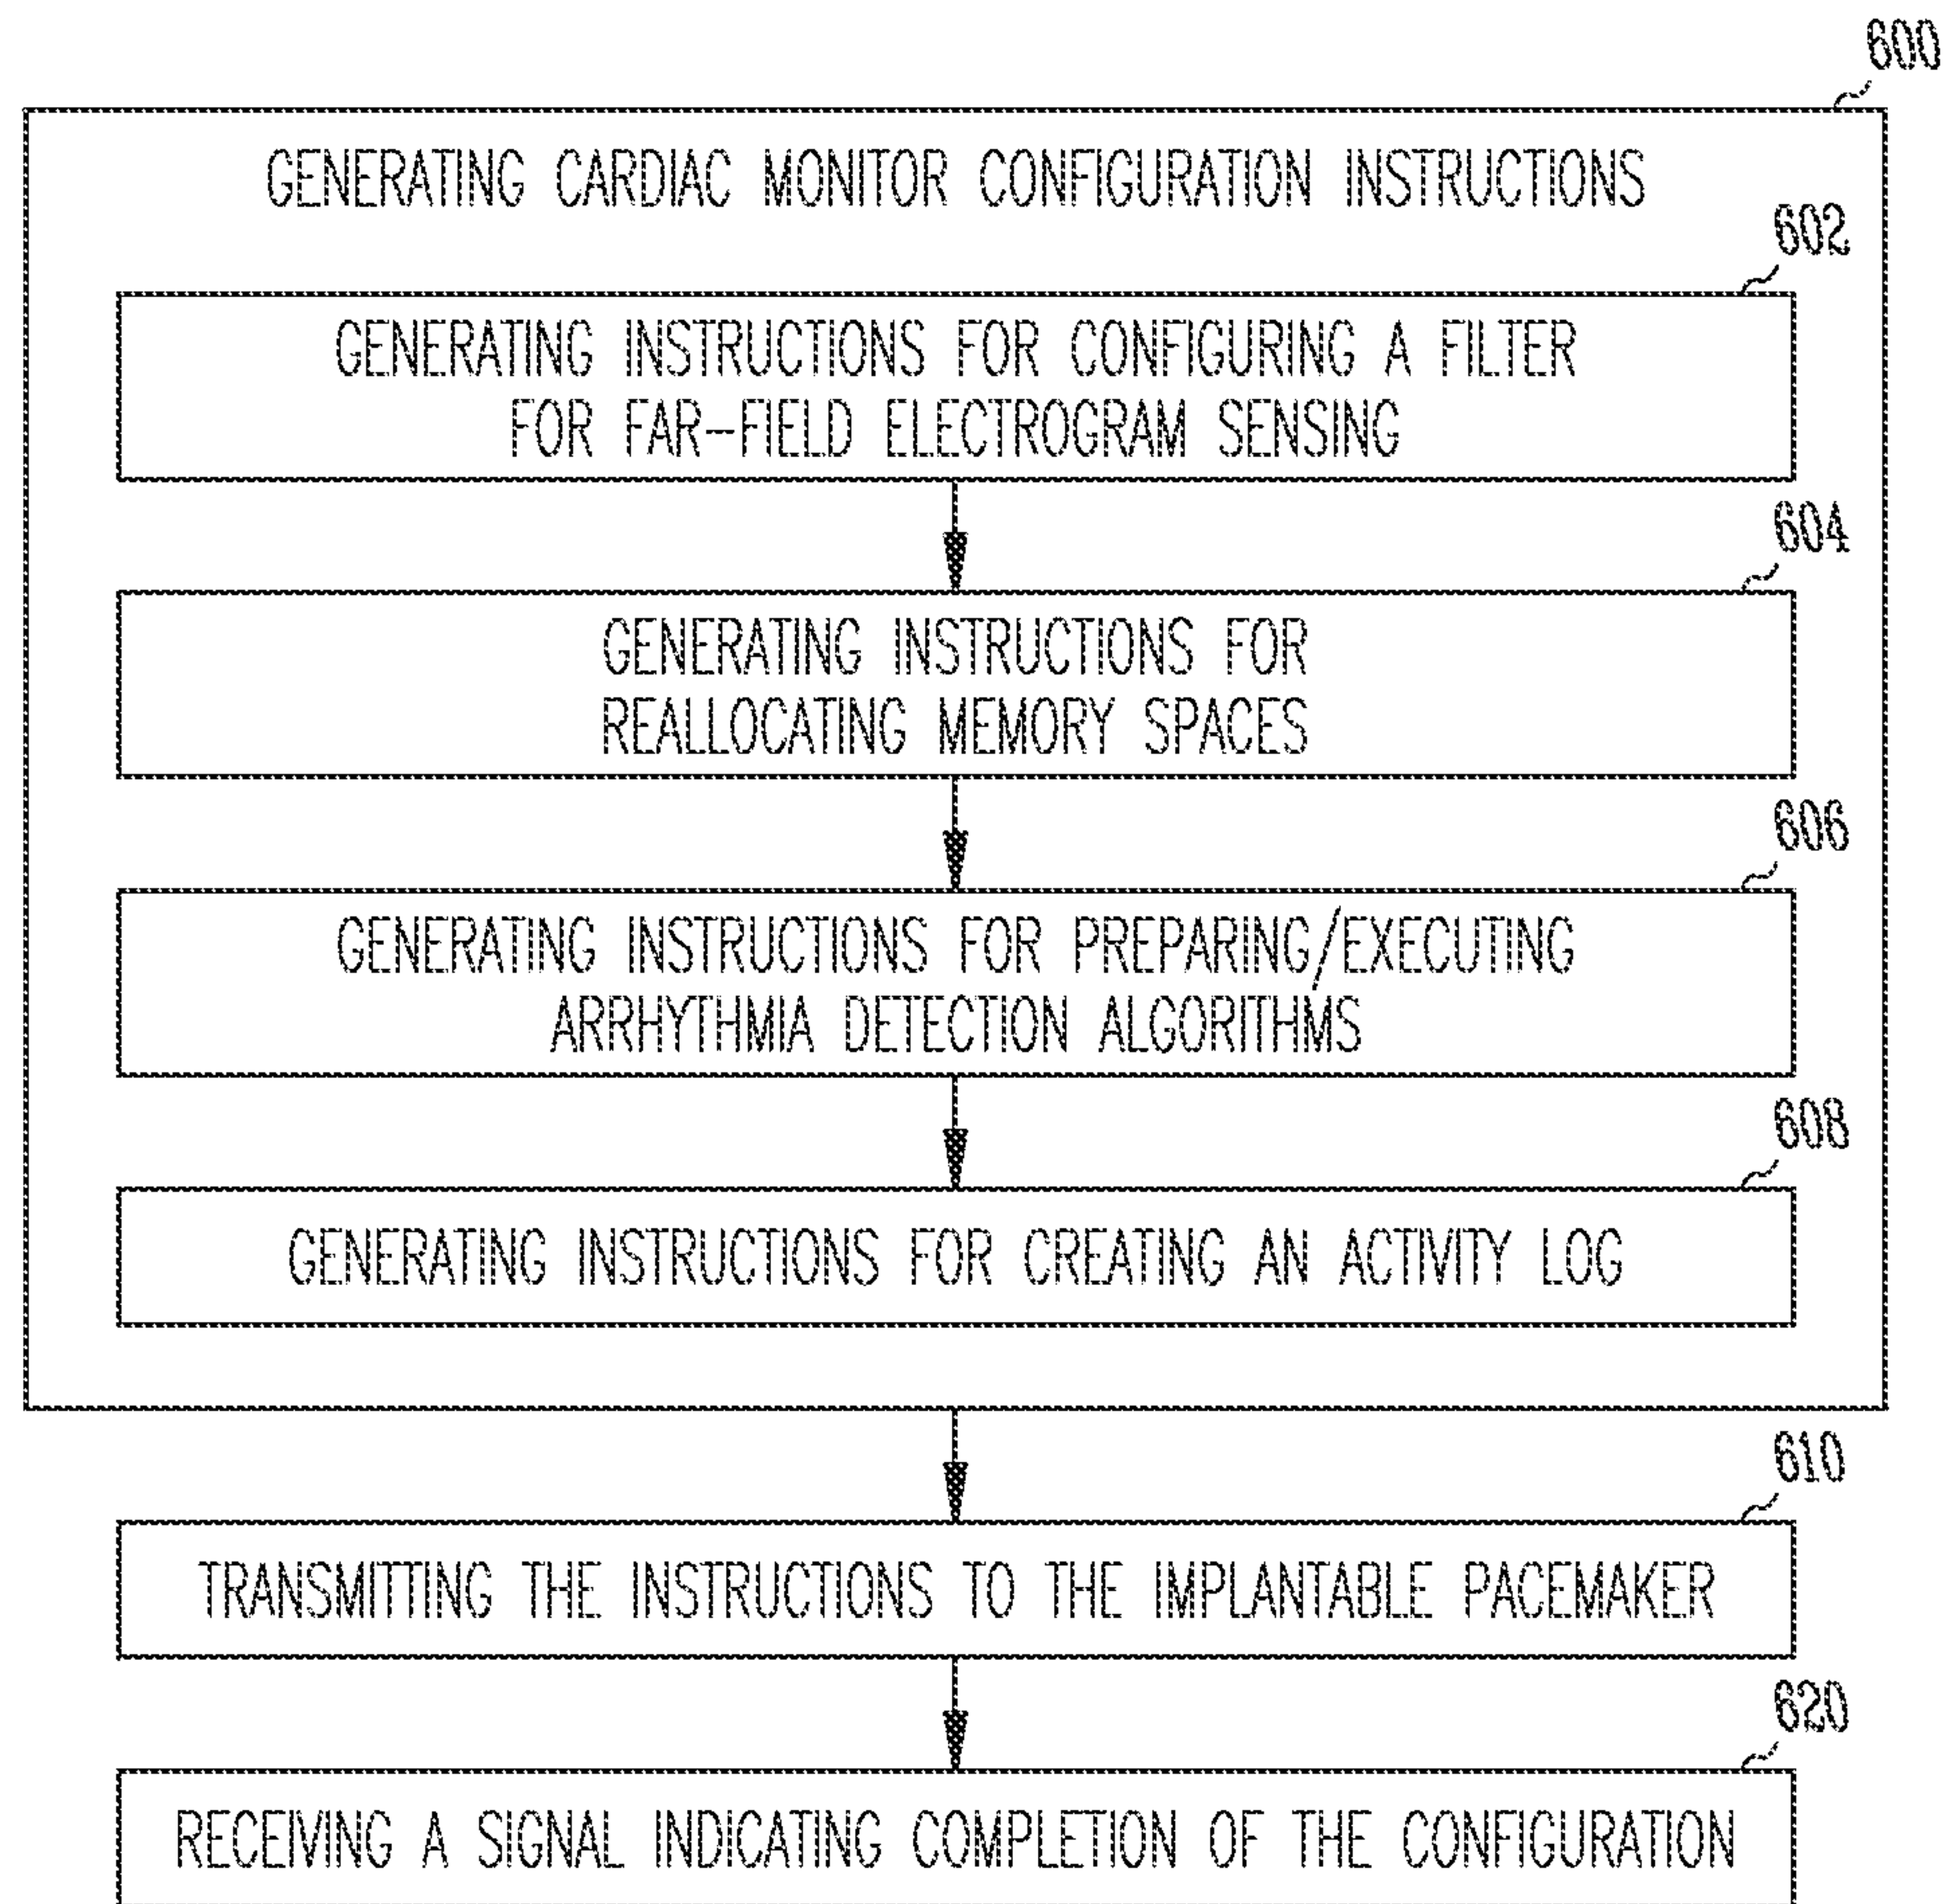 600
GENERATING CARDIAC MONITOR CONFIGURATION INSTRUCTIONS
602
GENERATING INSTRUCTIONS FOR CONFIGURING A FILTER
FOR FAR-FIELD ELECTROGRAM SENSING
604
GENERATING INSTRUCTIONS FOR
REALLOCATING MEMORY SPACES
606
GENERATING INSTRUCTIONS FOR PREPARING/EXECUTING
ARRHYTHMIA DETECTION ALGORITHMS
608
GENERATING INSTRUCTIONS FOR CREATING AN ACTIVITY LOG
610
TRANSMITTING THE INSTRUCTIONS TO THE IMPLANTABLE PACEMAKER
620
RECEIVING A SIGNAL INDICATING COMPLETION OF THE CONFIGURATION